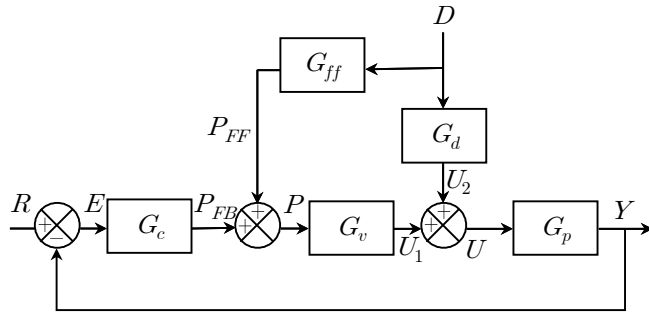 D
G_ff
P_FF
G_d
U_2
R
E
G_c
P_FB
P
G_v
U_1
U
G_p
Y
+
−
+
+
+
+